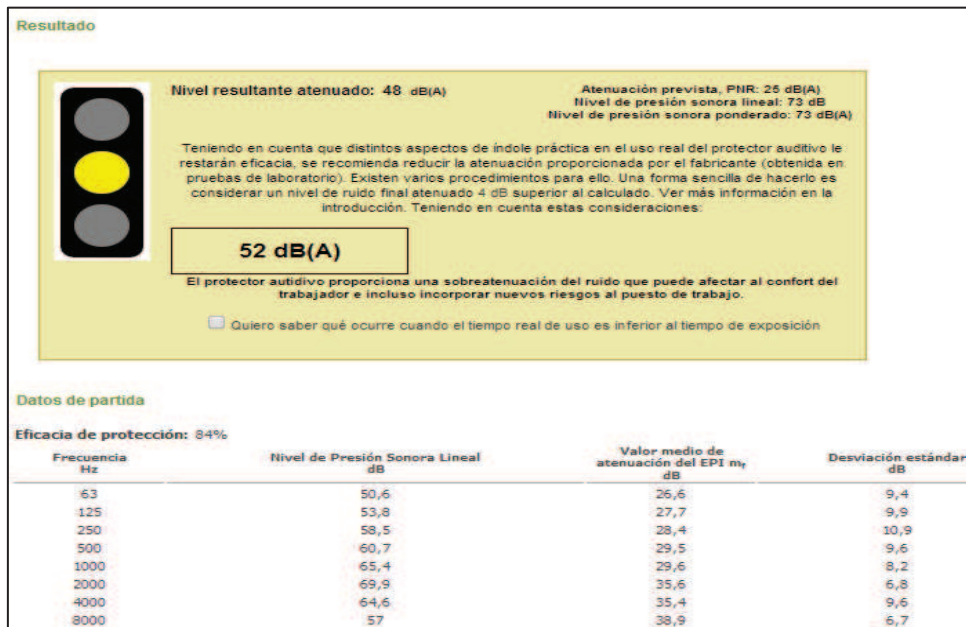 Resultado
Nivel resultante atenuado: 48 dB(A)
Atenuación prevista, PNR: 25 dB(A)
Nivel de presión sonora lineal: 73 dB
Nivel de presión sonora ponderado: 73 dB(A)
Teniendo en cuenta que distintos aspectos de índole práctica en el uso real del protector auditivo le
restarán eficacia, se recomienda reducir la atenuación proporcionada por el fabricante (obtenida en
pruebas de laboratorio). Existen varios procedimientos para ello. Una forma sencilla de hacerlo es
considerar un nivel de ruido final atenuado 4 dB superior al calculado. Ver más información en la
introducción. Teniendo en cuenta estas consideraciones:
52 dB(A)
El protector autidivo proporciona una sobreatenuación del ruido que puede afectar al confort del
trabajador e incluso incorporar nuevos riesgos al puesto de trabajo.
Quiero saber qué ocurre cuando el tiempo real de uso es inferior al tiempo de exposición
Datos de partida
Eficacia de protección: 84%
Frecuencia Hz Nivel de Presión Sonora Lineal dB Valor medio de atenuación del EPI mf dB Desviación estándar dB
63 50,6 26,6 9,4
125 53,8 27,7 9,9
250 58,5 28,4 10,9
500 60,7 29,5 9,6
1000 65,4 29,6 8,2
2000 69,9 35,6 6,8
4000 64,6 35,4 9,6
8000 57 38,9 6,7